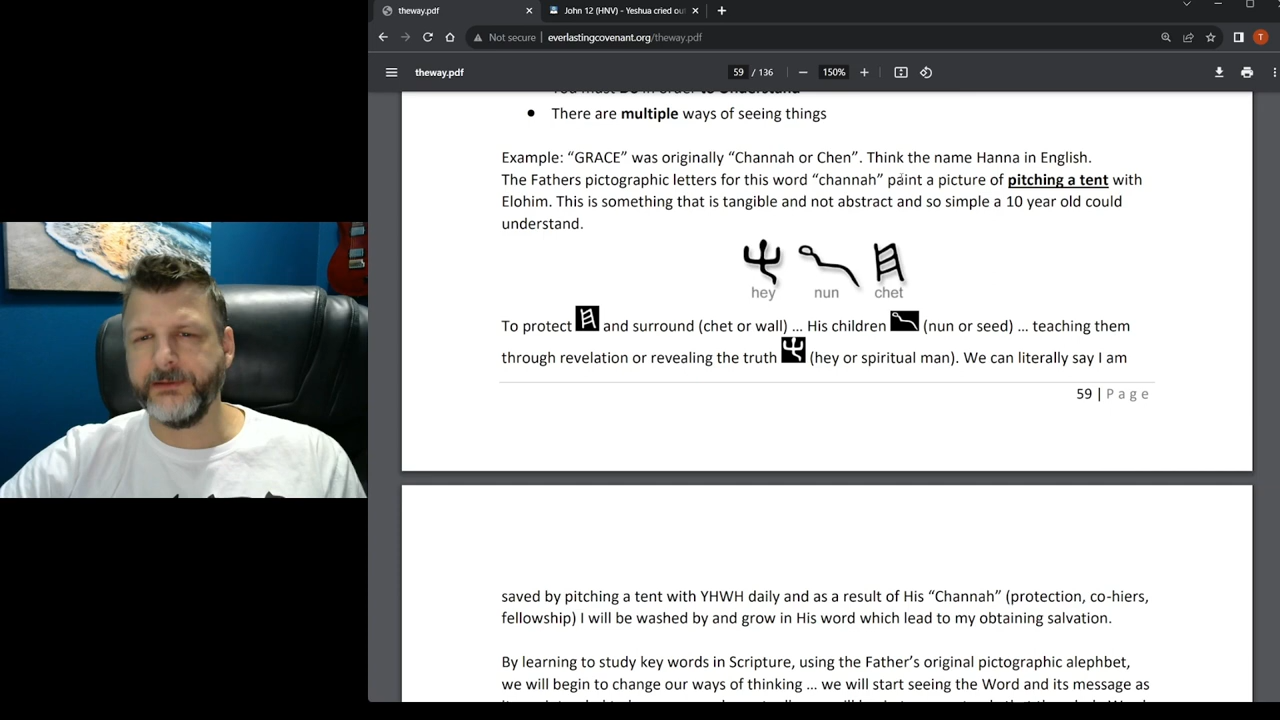 theway.pdf
John 12 (HNV) - Yeshua cried ou
Not secure | everlastingcovenant.org/theway.pdf
T
theway.pdf
59 / 136
150%
• There are multiple ways of seeing things
Example: “GRACE” was originally “Channah or Chen”. Think the name Hanna in English.
The Fathers pictographic letters for this word “channah” paint a picture of pitching a tent with
Elohim. This is something that is tangible and not abstract and so simple a 10 year old could
understand.
hey nun chet
To protect and surround (chet or wall) … His children (nun or seed) … teaching them
through revelation or revealing the truth (hey or spiritual man). We can literally say I am
59 | Page
saved by pitching a tent with YHWH daily and as a result of His “Channah” (protection, co-hiers,
fellowship) I will be washed by and grow in His word which lead to my obtaining salvation.
By learning to study key words in Scripture, using the Father’s original pictographic alephbet,
we will begin to change our ways of thinking … we will start seeing the Word and its message as